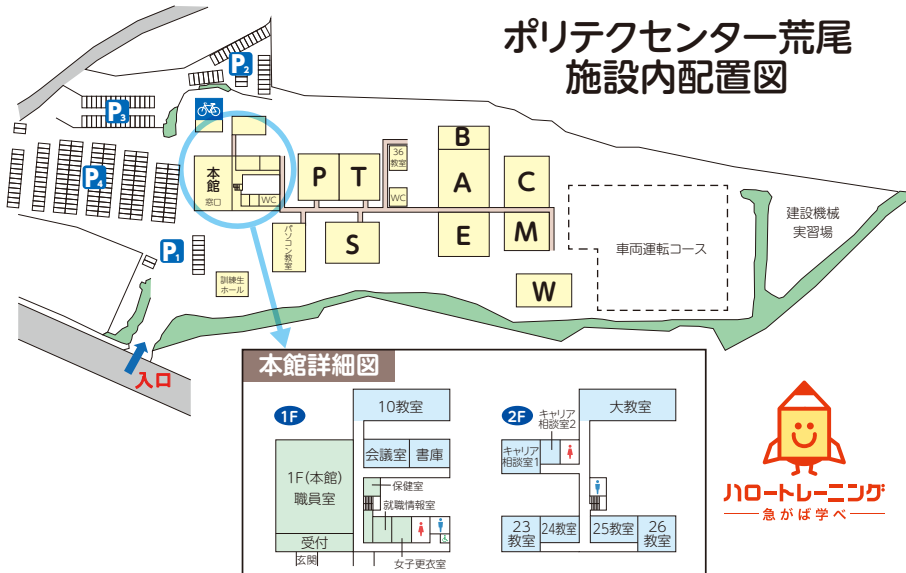 ポリテクセンター荒尾
施設内配置図
P2
P3
P4
P1
本館
窓口
WC
P
T
36
教室
WC
B
A
C
E
M
S
パソコン教室
W
訓練生
ホール
車両運転コース
建設機械
実習場
入口
本館詳細図
1F
10教室
会議室
書庫
1F(本館)
職員室
保健室
就職情報室
受付
玄関
女子更衣室
2F
キャリア
相談室2
大教室
キャリア
相談室1
23
教室
24教室
25教室
26
教室
ハロートレーニング
急がば学べ